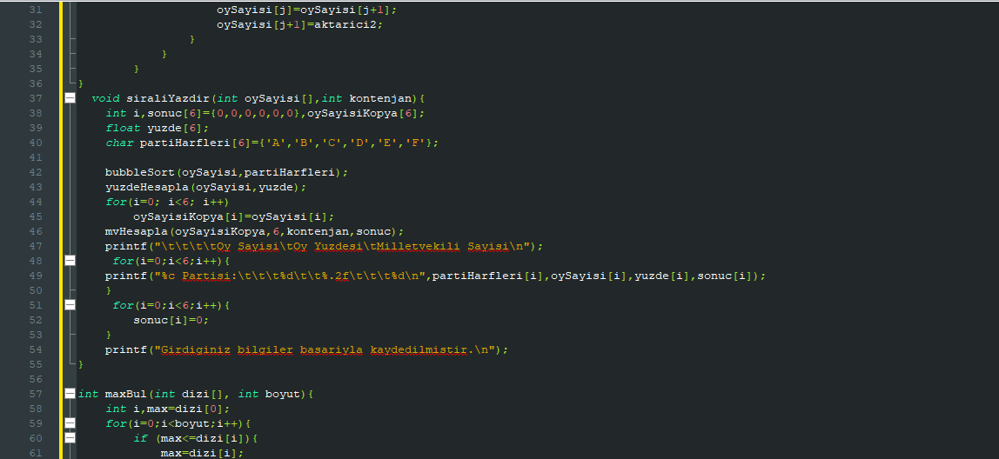 31 oySayisi[j]=oySayisi[j+1];
32 oySayisi[j+1]=aktarici2;
33 }
34 }
35 }
36 }
37 void siraliYazdir(int oySayisi[],int kontenjan){
38 int i,sonuc[6]={0,0,0,0,0,0},oySayisiKopya[6];
39 float yuzde[6];
40 char partiHarfleri[6]={'A','B','C','D','E','F'};
41
42 bubbleSort(oySayisi,partiHarfleri);
43 yuzdeHesapla(oySayisi,yuzde);
44 for(i=0; i<6; i++)
45 oySayisiKopya[i]=oySayisi[i];
46 mvHesapla(oySayisiKopya,6,kontenjan,sonuc);
47 printf("\t\t\t\tOy Sayisi\tOy Yuzdesi\tMilletvekili Sayisi\n");
48 for(i=0;i<6;i++){
49 printf("%c Partisi:\t\t\t%d\t\t%.2f\t\t\t%d\n",partiHarfleri[i],oySayisi[i],yuzde[i],sonuc[i]);
50 }
51 for(i=0;i<6;i++){
52 sonuc[i]=0;
53 }
54 printf("Girdiginiz bilgiler basariyla kaydedilmistir.\n");
55 }
56
57 int maxBul(int dizi[], int boyut){
58 int i,max=dizi[0];
59 for(i=0;i<boyut;i++){
60 if (max<=dizi[i]){
61 max=dizi[i];